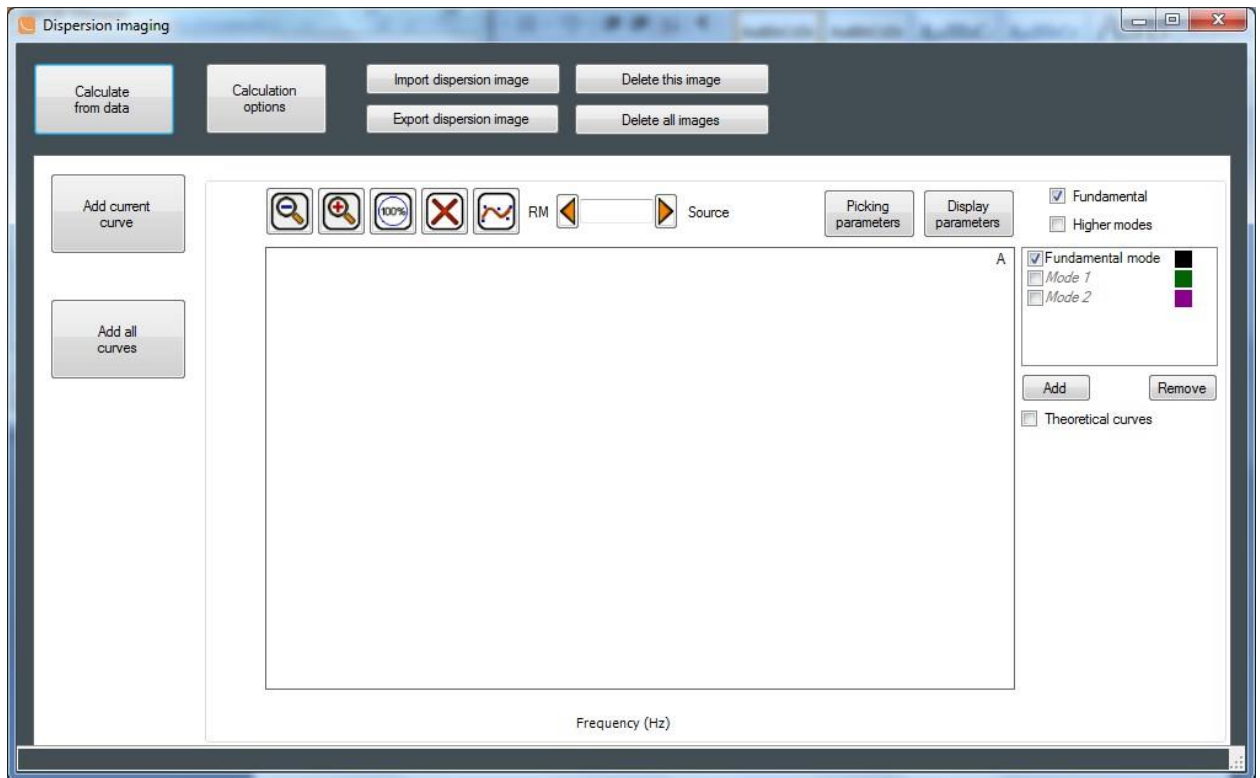 Dispersion imaging
Calculate
from data
Calculation
options
Import dispersion image
Delete this image
Export dispersion image
Delete all images
Add current
curve
Add all
curves
100%
RM
Source
Picking
parameters
Display
parameters
Fundamental
Higher modes
A
Fundamental mode
Mode 1
Mode 2
Add
Remove
Theoretical curves
Frequency (Hz)